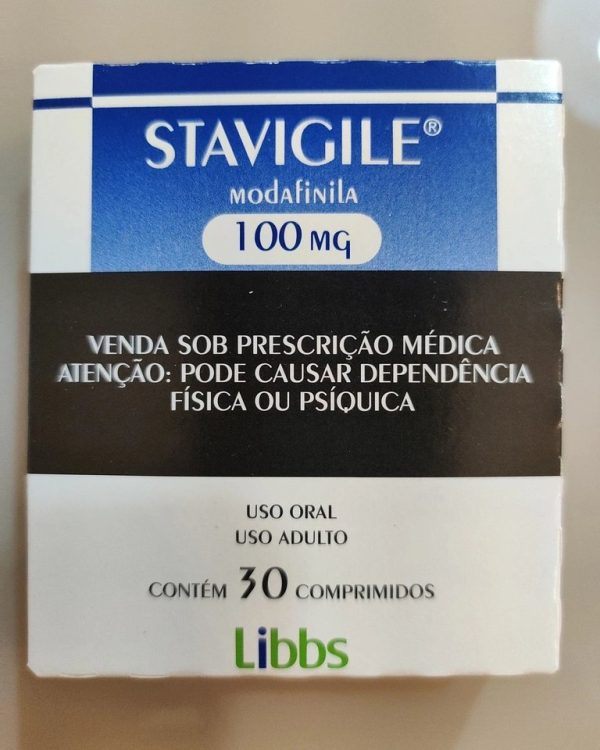 STAVIGILE®
modafinila
100 mg
VENDA SOB PRESCRIÇÃO MÉDICA
ATENÇÃO: PODE CAUSAR DEPENDÊNCIA
FÍSICA OU PSÍQUICA
USO ORAL
USO ADULTO
CONTÉM 30 COMPRIMIDOS
Libbs